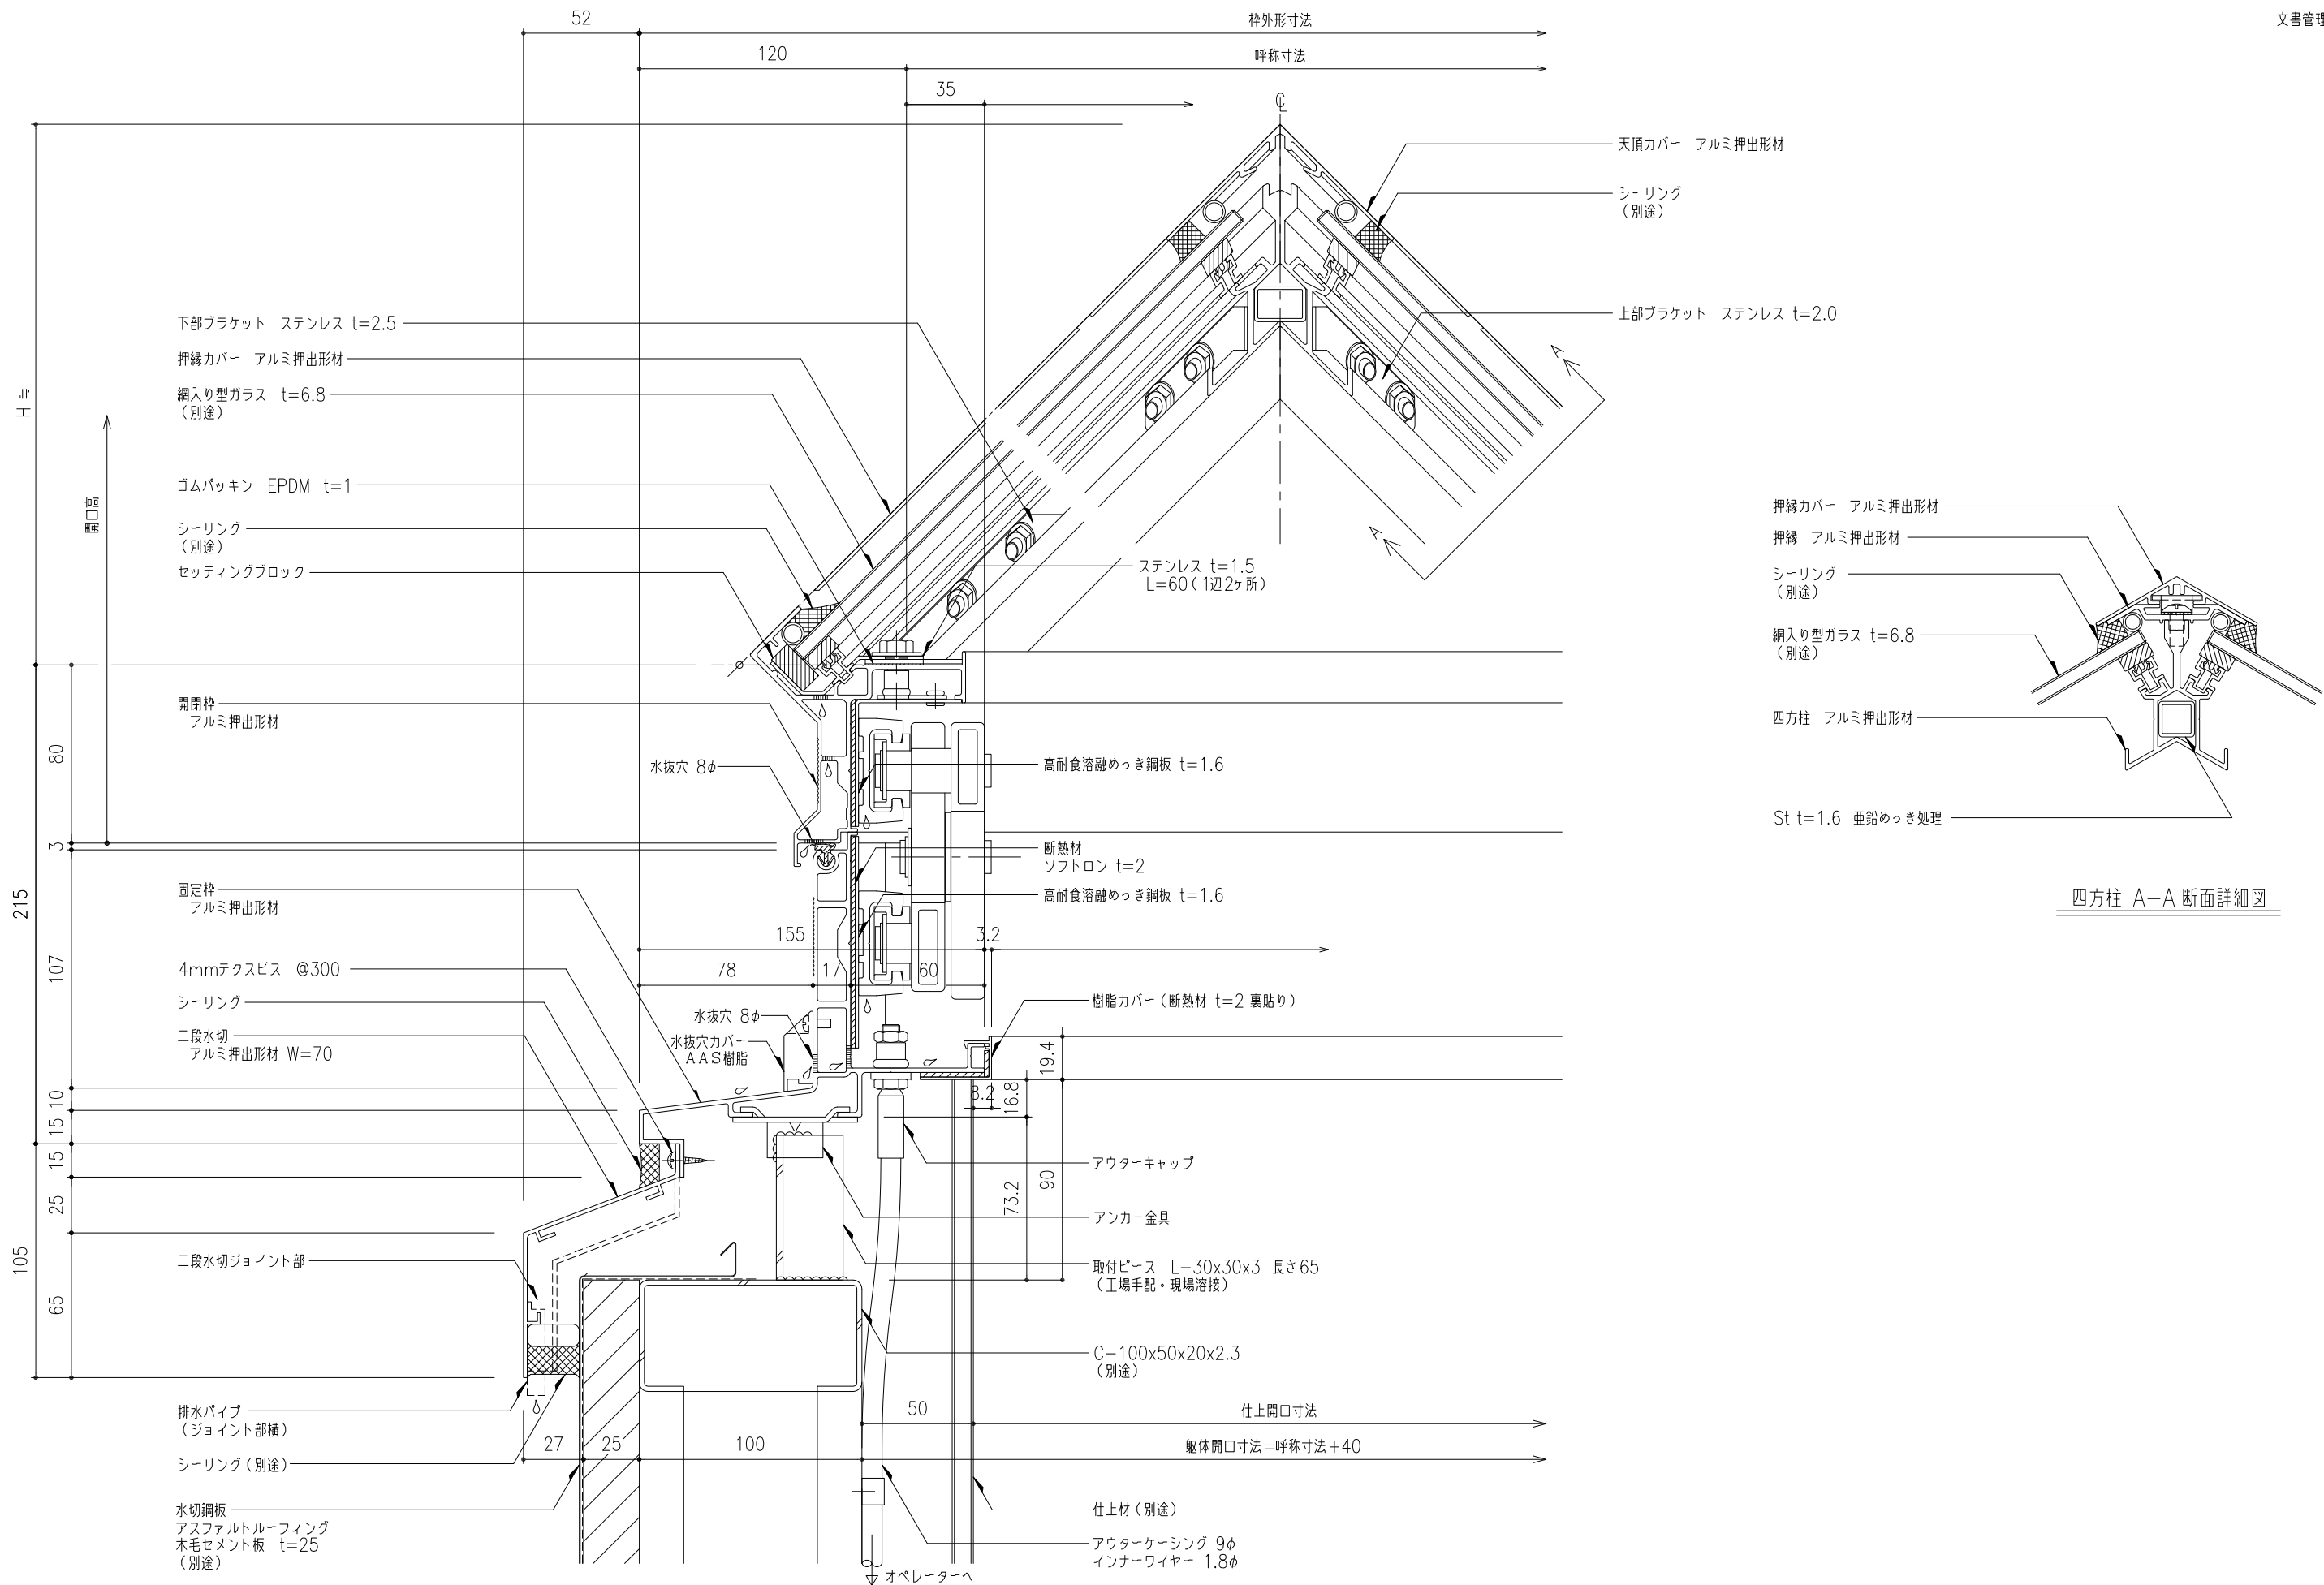 52
枠外形寸法
文書管理
120
呼称寸法
35
天頂カバー　アルミ押出形材
シーリング
（別途）
上部ブラケット　ステンレス t=2.0
下部ブラケット　ステンレス t=2.5
押縁カバー　アルミ押出形材
網入り型ガラス　t=6.8
（別途）
H≒
開口高
ゴムパッキン　EPDM　t=1
シーリング
（別途）
セッティングブロック
ステンレス t=1.5
L=60（1辺2ヶ所）
A
A
押縁カバー　アルミ押出形材
押縁　アルミ押出形材
シーリング
（別途）
網入り型ガラス t=6.8
（別途）
四方柱　アルミ押出形材
St t=1.6　亜鉛めっき処理
四方柱 A-A 断面詳細図
開閉枠
アルミ押出形材
水抜穴 8φ
高耐食溶融めっき鋼板 t=1.6
断熱材
ソフトロン t=2
高耐食溶融めっき鋼板 t=1.6
80
3
215
107
10
15
15
25
105
65
固定枠
アルミ押出形材
155
3.2
78
17
60
4mmテクスビス　@300
シーリング
二段水切
アルミ押出形材 W=70
水抜穴 8φ
水抜穴カバー
AAS樹脂
樹脂カバー（断熱材 t=2 裏貼り）
19.4
8.2
16.8
73.2
90
アウターキャップ
アンカー金具
取付ピース　L-30x30x3　長さ65
（工場手配・現場溶接）
二段水切ジョイント部
C-100x50x20x2.3
（別途）
排水パイプ
（ジョイント部横）
シーリング（別途）
50
仕上開口寸法
27
25
100
躯体開口寸法=呼称寸法+40
水切鋼板
アスファルトルーフィング
木毛セメント板　t=25
（別途）
仕上材（別途）
アウターケーシング 9φ
インナーワイヤー 1.8φ
オペレーターへ